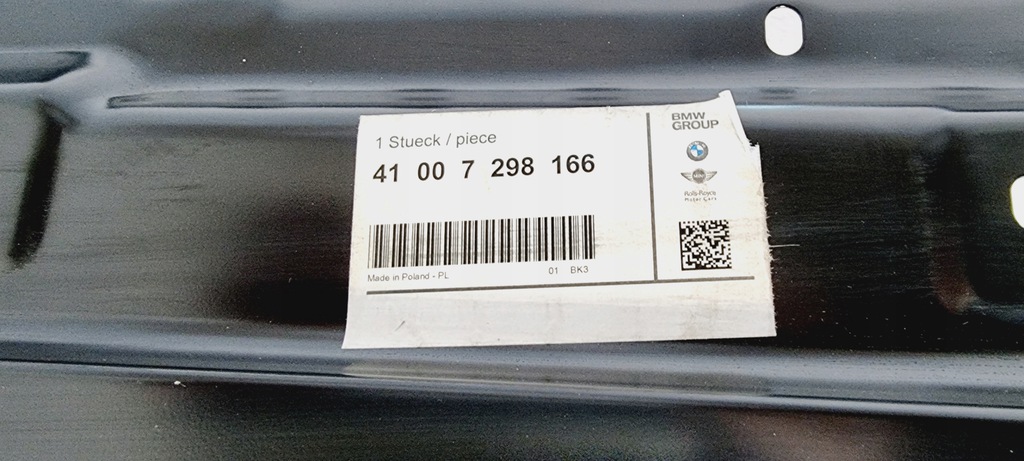 1 Stueck / piece
41 00 7 298 166
Made in Poland - PL
01 BK3
BMW
GROUP
MINI
Rolls-Royce
Motor Cars